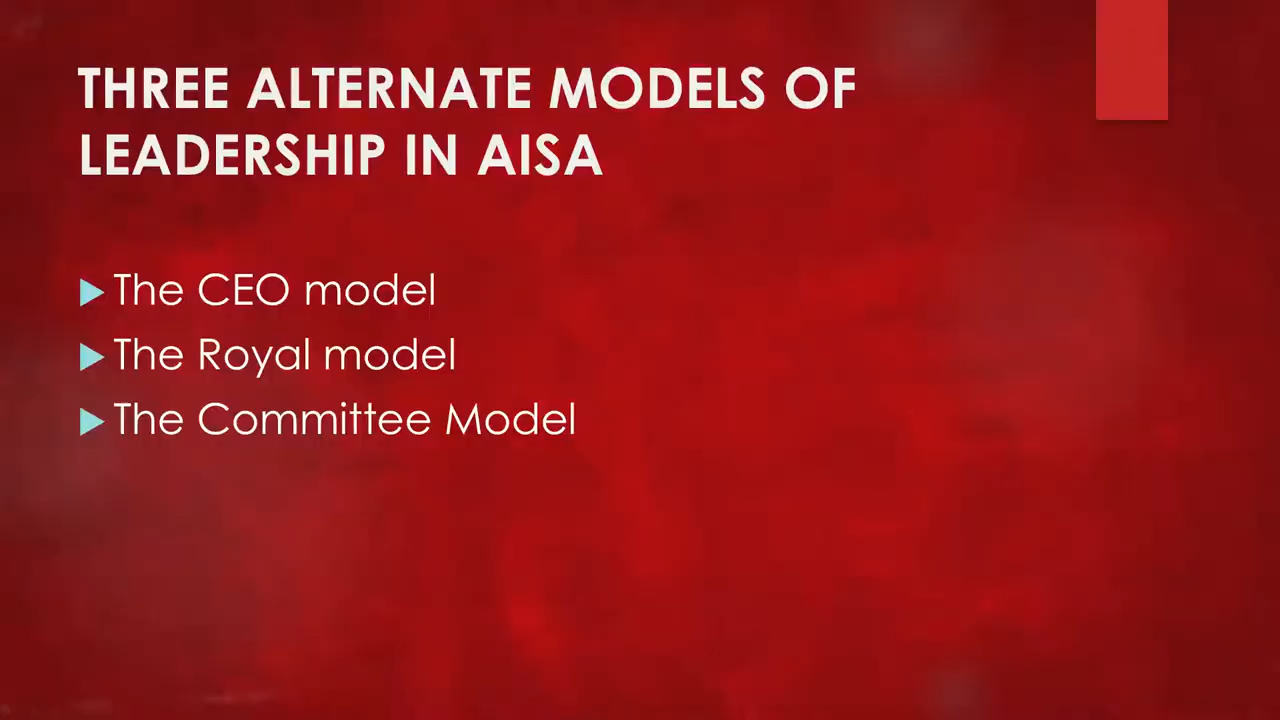 THREE ALTERNATE MODELS OF
LEADERSHIP IN AISA
The CEO model
The Royal model
The Committee Model